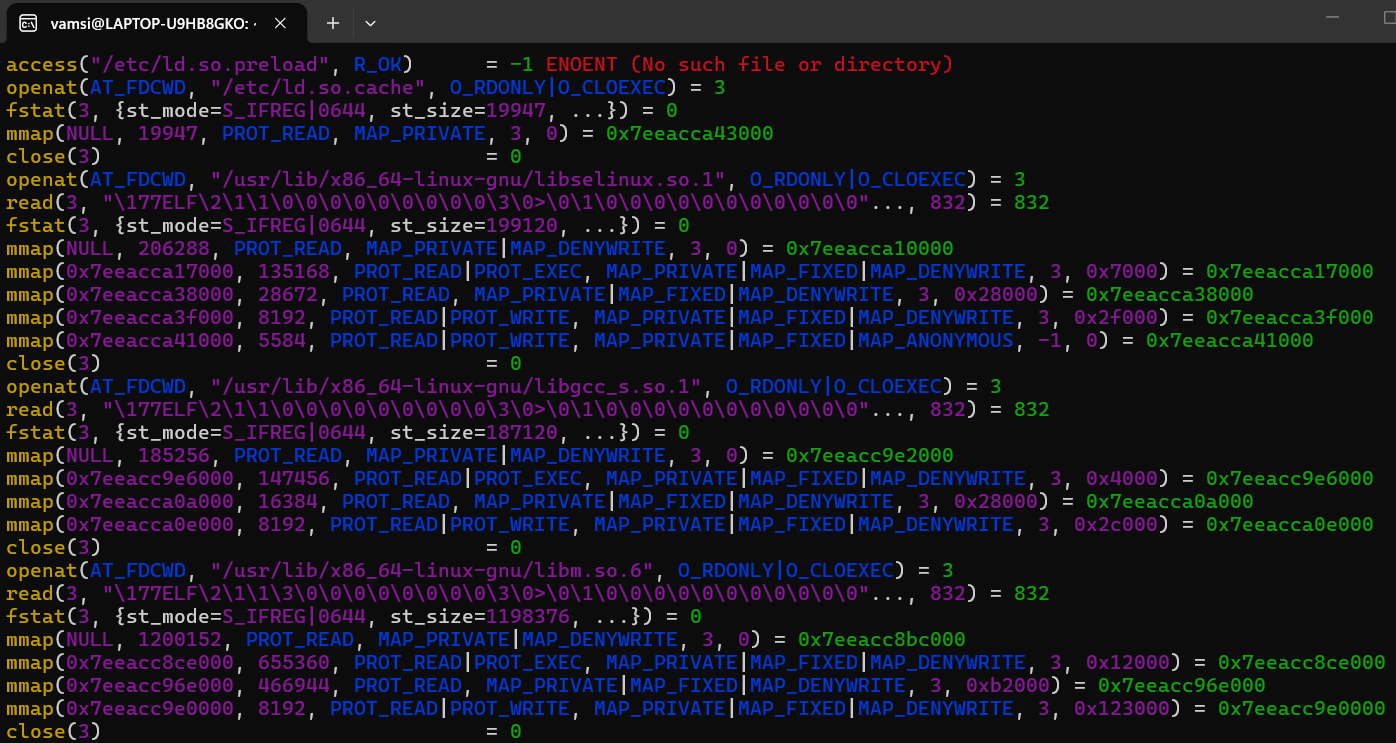 vamsi@LAPTOP-U9HB8GKO: ~
access("/etc/ld.so.preload", R_OK)      = -1 ENOENT (No such file or directory)
openat(AT_FDCWD, "/etc/ld.so.cache", O_RDONLY|O_CLOEXEC) = 3
fstat(3, {st_mode=S_IFREG|0644, st_size=19947, ...}) = 0
mmap(NULL, 19947, PROT_READ, MAP_PRIVATE, 3, 0) = 0x7eeacca43000
close(3)                                = 0
openat(AT_FDCWD, "/usr/lib/x86_64-linux-gnu/libselinux.so.1", O_RDONLY|O_CLOEXEC) = 3
read(3, "\177ELF\2\1\1\0\0\0\0\0\0\0\0\0\3\0>\0\1\0\0\0\0\0\0\0\0\0\0\0"..., 832) = 832
fstat(3, {st_mode=S_IFREG|0644, st_size=199120, ...}) = 0
mmap(NULL, 206288, PROT_READ, MAP_PRIVATE|MAP_DENYWRITE, 3, 0) = 0x7eeacca10000
mmap(0x7eeacca17000, 135168, PROT_READ|PROT_EXEC, MAP_PRIVATE|MAP_FIXED|MAP_DENYWRITE, 3, 0x7000) = 0x7eeacca17000
mmap(0x7eeacca38000, 28672, PROT_READ, MAP_PRIVATE|MAP_FIXED|MAP_DENYWRITE, 3, 0x28000) = 0x7eeacca38000
mmap(0x7eeacca3f000, 8192, PROT_READ|PROT_WRITE, MAP_PRIVATE|MAP_FIXED|MAP_DENYWRITE, 3, 0x2f000) = 0x7eeacca3f000
mmap(0x7eeacca41000, 5584, PROT_READ|PROT_WRITE, MAP_PRIVATE|MAP_FIXED|MAP_ANONYMOUS, -1, 0) = 0x7eeacca41000
close(3)                                = 0
openat(AT_FDCWD, "/usr/lib/x86_64-linux-gnu/libgcc_s.so.1", O_RDONLY|O_CLOEXEC) = 3
read(3, "\177ELF\2\1\1\0\0\0\0\0\0\0\0\0\3\0>\0\1\0\0\0\0\0\0\0\0\0\0\0"..., 832) = 832
fstat(3, {st_mode=S_IFREG|0644, st_size=187120, ...}) = 0
mmap(NULL, 185256, PROT_READ, MAP_PRIVATE|MAP_DENYWRITE, 3, 0) = 0x7eeacc9e2000
mmap(0x7eeacc9e6000, 147456, PROT_READ|PROT_EXEC, MAP_PRIVATE|MAP_FIXED|MAP_DENYWRITE, 3, 0x4000) = 0x7eeacc9e6000
mmap(0x7eeacca0a000, 16384, PROT_READ, MAP_PRIVATE|MAP_FIXED|MAP_DENYWRITE, 3, 0x28000) = 0x7eeacca0a000
mmap(0x7eeacca0e000, 8192, PROT_READ|PROT_WRITE, MAP_PRIVATE|MAP_FIXED|MAP_DENYWRITE, 3, 0x2c000) = 0x7eeacca0e000
close(3)                                = 0
openat(AT_FDCWD, "/usr/lib/x86_64-linux-gnu/libm.so.6", O_RDONLY|O_CLOEXEC) = 3
read(3, "\177ELF\2\1\1\3\0\0\0\0\0\0\0\0\3\0>\0\1\0\0\0\0\0\0\0\0\0\0\0"..., 832) = 832
fstat(3, {st_mode=S_IFREG|0644, st_size=1198376, ...}) = 0
mmap(NULL, 1200152, PROT_READ, MAP_PRIVATE|MAP_DENYWRITE, 3, 0) = 0x7eeacc8bc000
mmap(0x7eeacc8ce000, 655360, PROT_READ|PROT_EXEC, MAP_PRIVATE|MAP_FIXED|MAP_DENYWRITE, 3, 0x12000) = 0x7eeacc8ce000
mmap(0x7eeacc96e000, 466944, PROT_READ, MAP_PRIVATE|MAP_FIXED|MAP_DENYWRITE, 3, 0xb2000) = 0x7eeacc96e000
mmap(0x7eeacc9e0000, 8192, PROT_READ|PROT_WRITE, MAP_PRIVATE|MAP_FIXED|MAP_DENYWRITE, 3, 0x123000) = 0x7eeacc9e0000
close(3)                                = 0